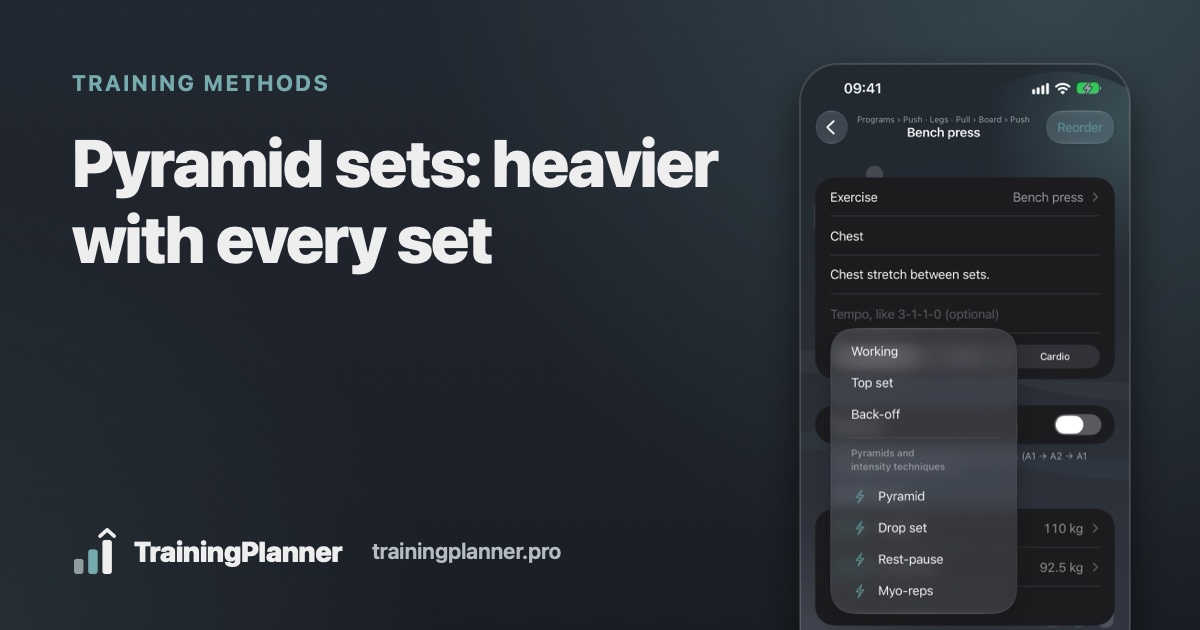 TRAINING METHODS
Pyramid sets: heavier
with every set
TrainingPlanner
trainingplanner.pro
09:41
Programs › Push · Legs · Pull › Board › Push
Bench press
Reorder
Exercise
Bench press
Chest
Chest stretch between sets.
Tempo, like 3-1-1-0 (optional)
Cardio
Working
Top set
Back-off
(A1 → A2 → A1
Pyramids and
intensity techniques
Pyramid
Drop set
110 kg
Rest-pause
92.5 kg
Myo-reps